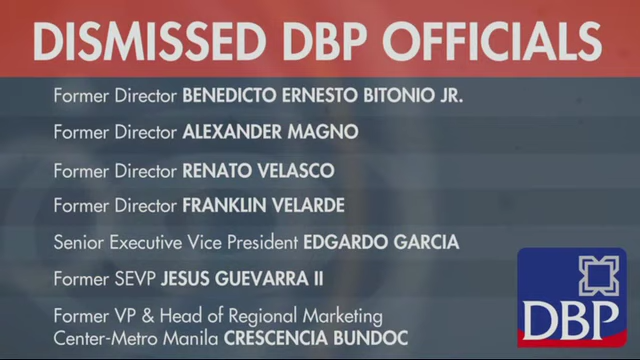 DISMISSED DBP OFFICIALS
Former Director BENEDICTO ERNESTO BITONIO JR.
Former Director ALEXANDER MAGNO
Former Director RENATO VELASCO
Former Director FRANKLIN VELARDE
Senior Executive Vice President EDGARDO GARCIA
Former SEVP JESUS GUEVARRA II
Former VP & Head of Regional Marketing
Center-Metro Manila CRESCENCIA BUNDOC
DBP